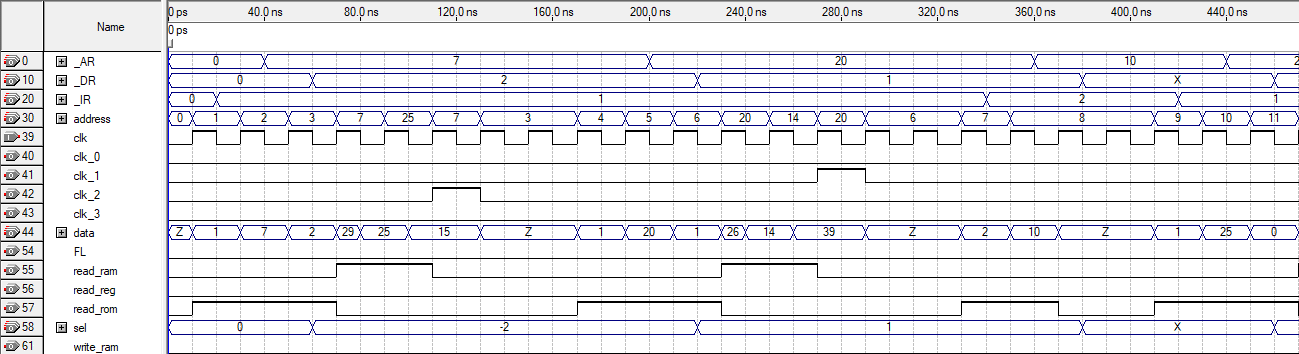 Name 0 ps 40.0 ns 80.0 ns 120.0 ns 160.0 ns 200.0 ns 240.0 ns 280.0 ns 320.0 ns 360.0 ns 400.0 ns 440.0 ns
0 ps
0 _AR 0 7 20 10 2
10 _DR 0 2 1 X
20 _IR 0 1 2 1
30 address 0 1 2 3 7 25 7 3 4 5 6 20 14 20 6 7 8 9 10 11
39 clk
40 clk_0
41 clk_1
42 clk_2
43 clk_3
44 data Z 1 7 2 29 25 15 Z 1 20 1 26 14 39 Z 2 10 Z 1 25 0
54 FL
55 read_ram
56 read_reg
57 read_rom
58 sel 0 -2 1 X
61 write_ram